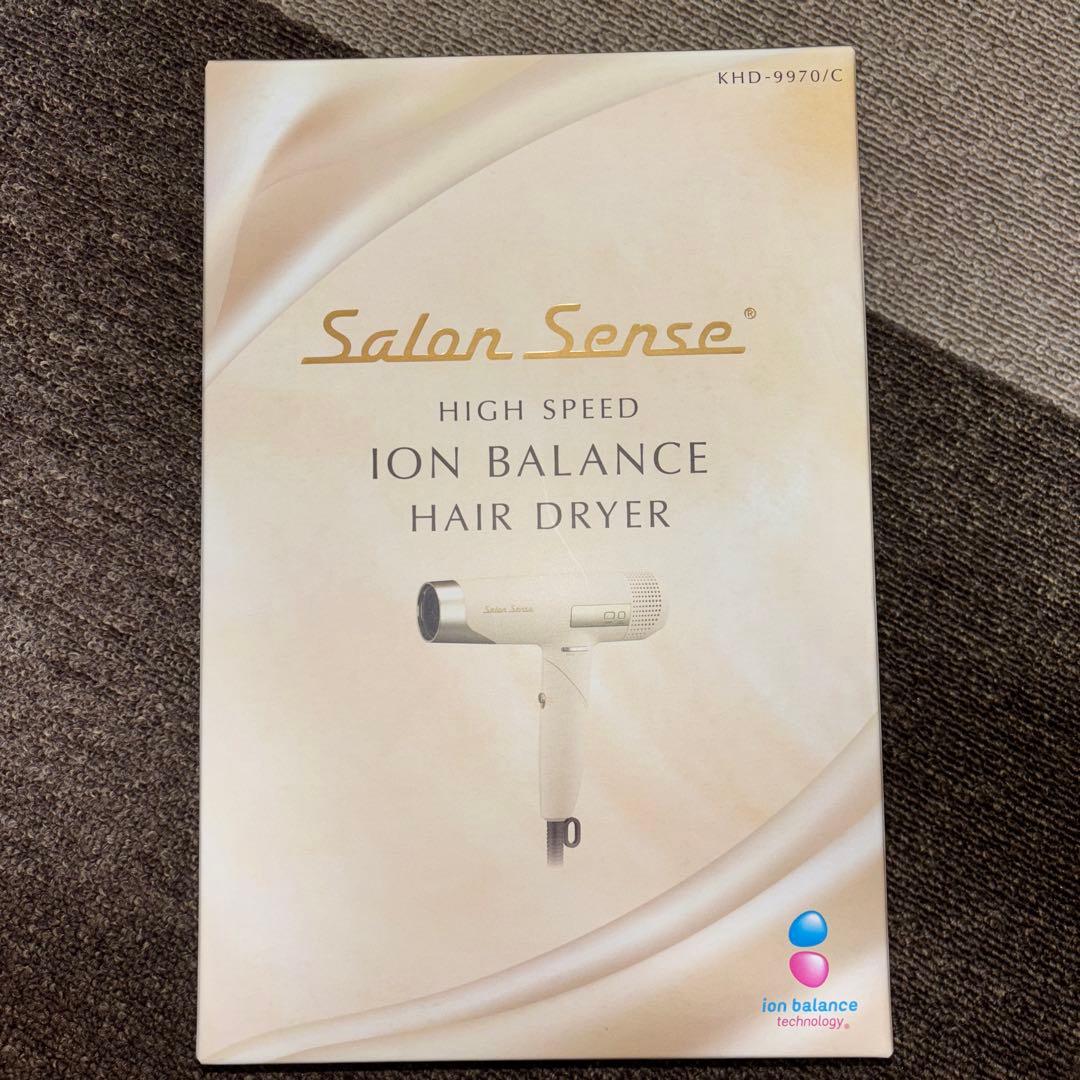 KHD-9970/C
Salon Sense®
HIGH SPEED
ION BALANCE
HAIR DRYER
Salon Sense
ion balance
technology®